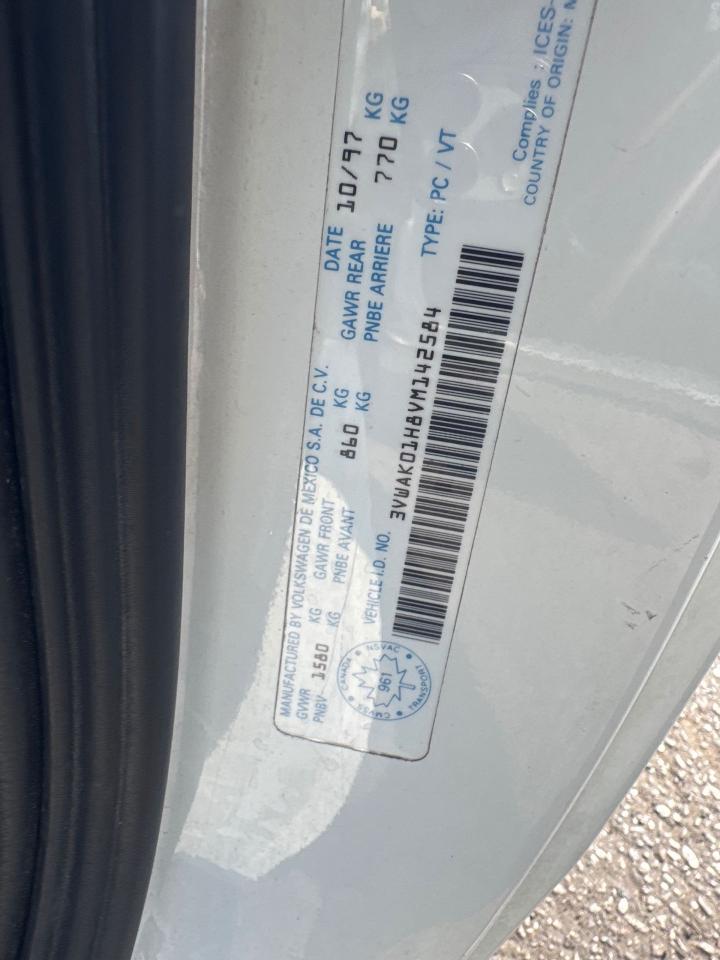 MANUFACTURED BY VOLKSWAGEN DE MEXICO S.A. DE C.V. DATE 10/97
GVWR 1580 KG GAWR FRONT 860 KG GAWR REAR 770 KG
PNBV KG PNBE AVANT KG PNBE ARRIERE KG
VEHICLE I.D. NO. 3VWAK01H8VM142584 TYPE: PC / VT
CANADA NSVAC
961
CMVSS TRANSPORT
Complies ICES-
COUNTRY OF ORIGIN: M